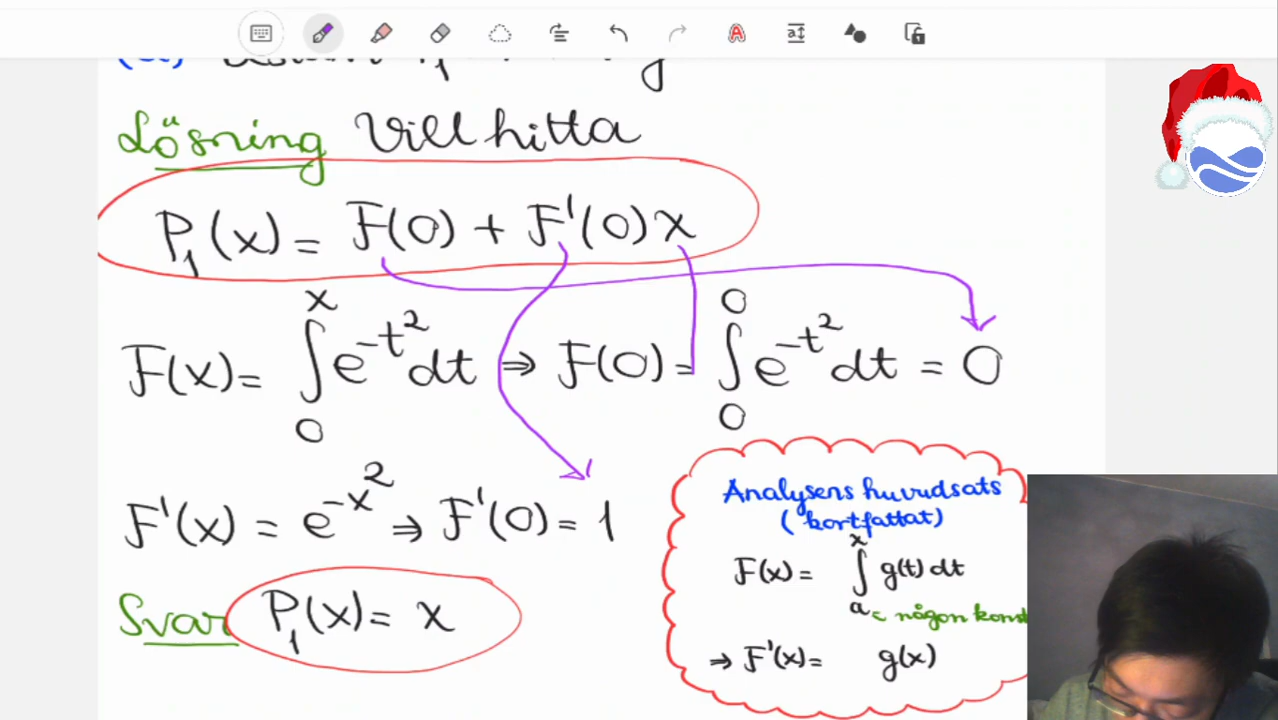 Lösning Vill hitta
P₁(x) = F(0) + F'(0)x
F(x) = ∫₀ˣ e^{-t²} dt ⇒ F(0) = ∫₀⁰ e^{-t²} dt = 0
F'(x) = e^{-x²} ⇒ F'(0) = 1
Svar P₁(x) = x
Analysens huvudsats
(kortfattat)
F(x) = ∫ₐˣ g(t) dt
någon konst
⇒ F'(x) = g(x)